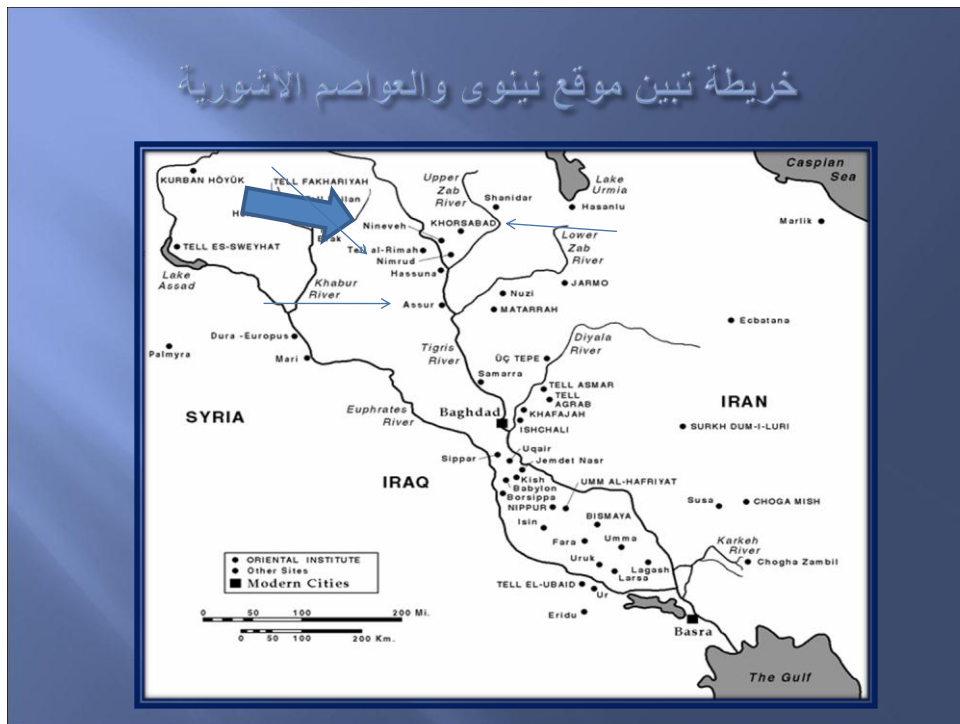 خريطة تبين موقع نينوى والعواصم الآشورية
Caspian
Sea
KURBAN HÖYÜK
TELL FAKHARIYAH
Upper
Zab
River
Lake
Urmia
Shanidar
Hasanlu
Nineveh
KHORSABAD
Marlik
TELL ES-SWEYHAT
Tell al-Rimah
Nimrud
Lower
Zab
River
Hassuna
Lake
Assad
Khabur
River
Assur
Nuzi
JARMO
MATARRAH
Ecbatana
Dura -Europus
Palmyra
Mari
Tigris
River
Diyala
River
ÜÇ TEPE
Samarra
TELL ASMAR
TELL
AGRAB
KHAFAJAH
ISHCHALI
Euphrates
River
Baghdad
SYRIA
IRAN
SURKH DUM-I-LURI
Sippar
Uqair
Jemdet Nasr
IRAQ
Kish
Babylon
Borsippa
UMM AL-HAFRIYAT
NIPPUR
Susa
CHOGA MISH
Isin
BISMAYA
Fara
Umma
Karkeh
River
Uruk
Lagash
Larsa
Chogha Zambil
TELL EL-UBAID
Ur
Eridu
Basra
The Gulf
ORIENTAL INSTITUTE
Other Sites
Modern Cities
0 50 100 200 Mi.
0 50 100 200 Km.